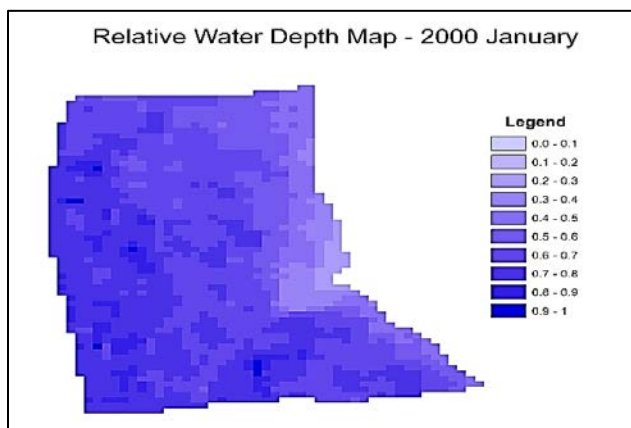 Relative Water Depth Map - 2000 January
Legend
0.0 - 0.1
0.1 - 0.2
0.2 - 0.3
0.3 - 0.4
0.4 - 0.5
0.5 - 0.6
0.6 - 0.7
0.7 - 0.8
0.8 - 0.9
0.9 - 1